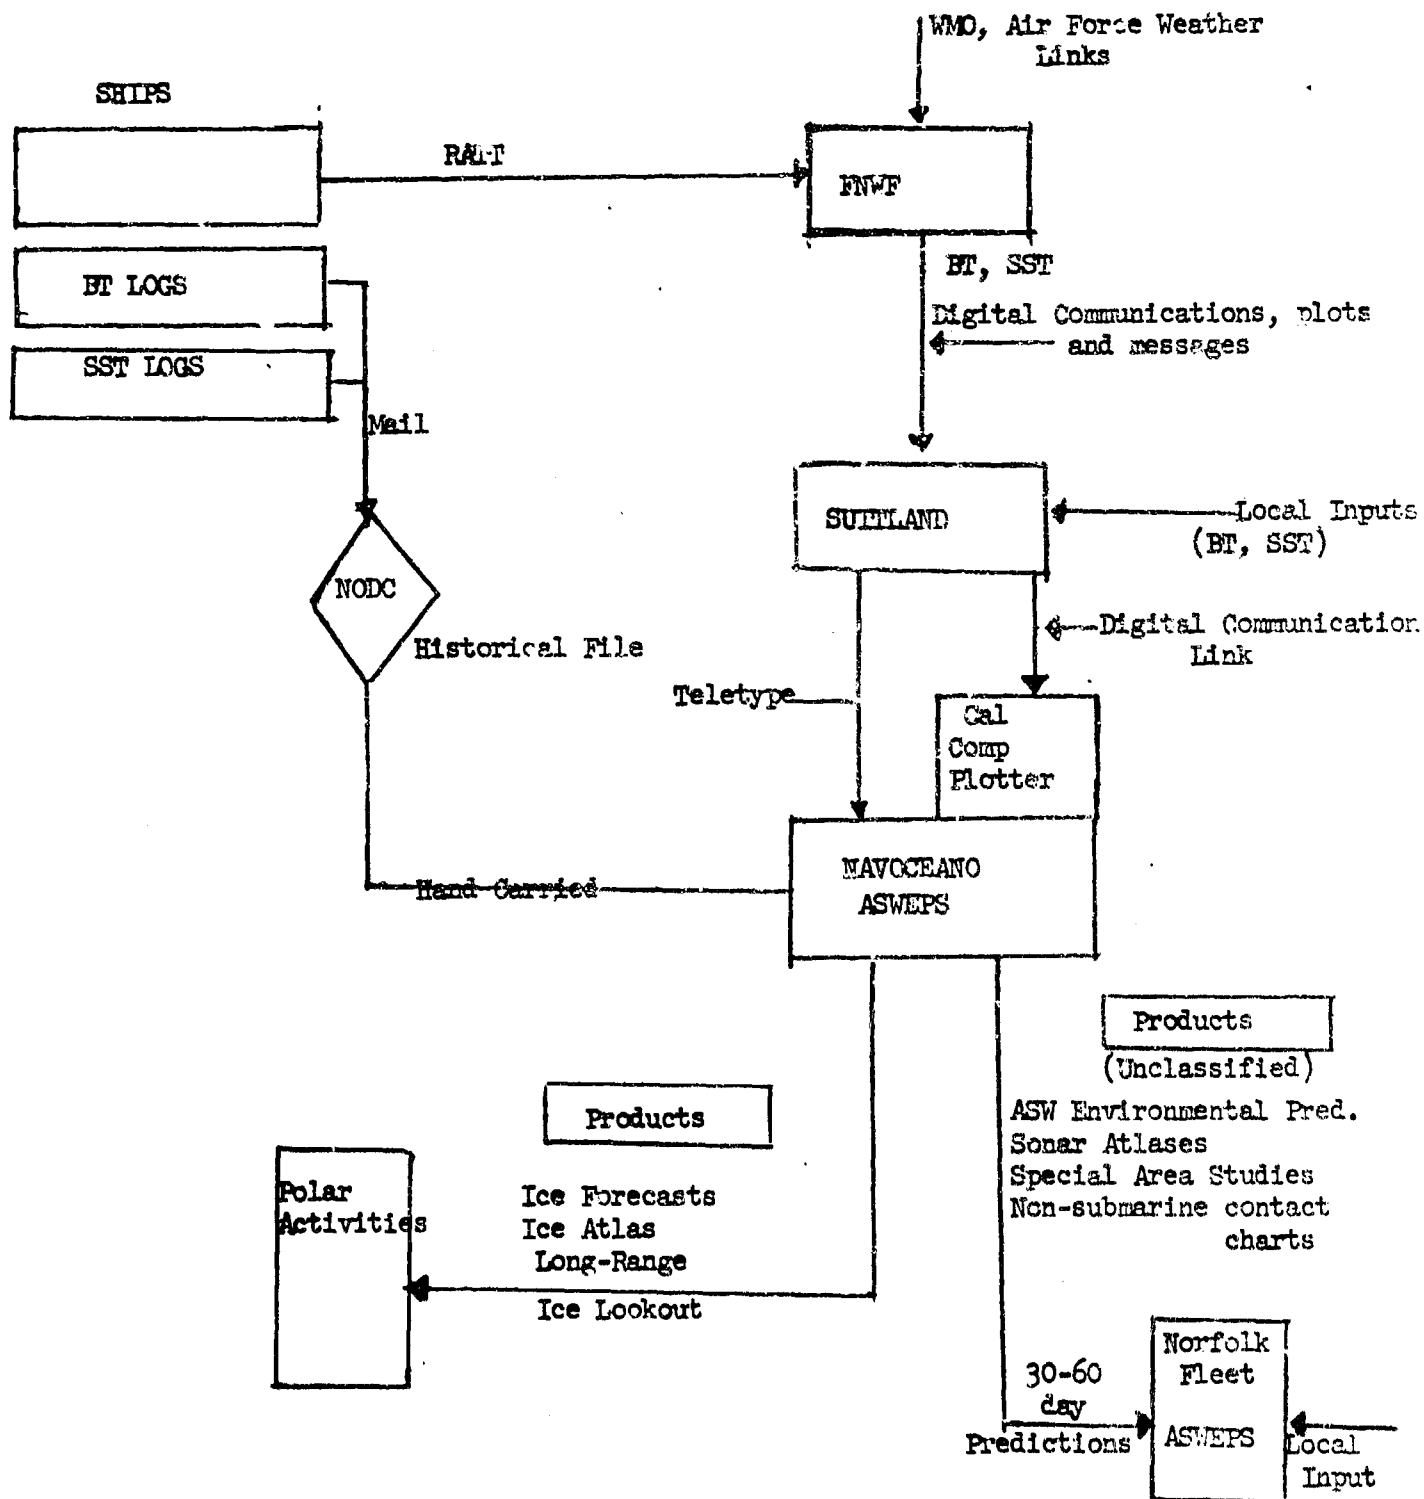 WMO, Air Force Weather
Links
SHIPS
RATT
FNWF
BT LOGS
SST LOGS
Mail
BT, SST
Digital Communications, plots
and messages
SUITLAND
Local Inputs
(BT, SST)
NODC
Historical File
Digital Communication
Link
Teletype
Cal
Comp
Plotter
Hand Carried
NAVOCEANO
ASWEPS
Products
(Unclassified)
ASW Environmental Pred.
Sonar Atlases
Special Area Studies
Non-submarine contact
charts
Products
Polar
Activities
Ice Forecasts
Ice Atlas
Long-Range
Ice Lookout
30-60
day
Predictions
Norfolk
Fleet
ASWEPS
Local
Input